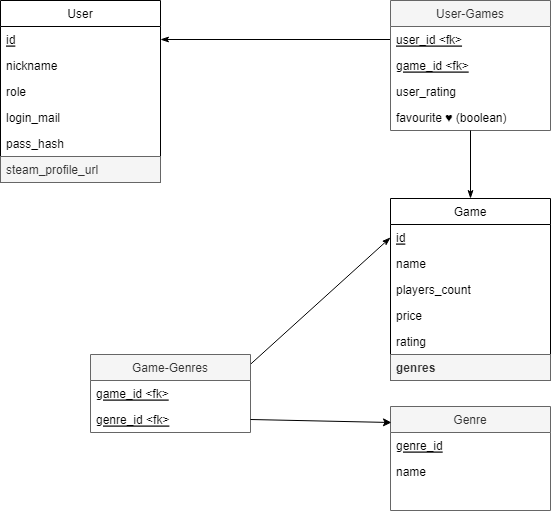 User
id
nickname
role
login_mail
pass_hash
steam_profile_url
User-Games
user_id <fk>
game_id <fk>
user_rating
favourite ♥ (boolean)
Game
id
name
players_count
price
rating
genres
Game-Genres
game_id <fk>
genre_id <fk>
Genre
genre_id
name